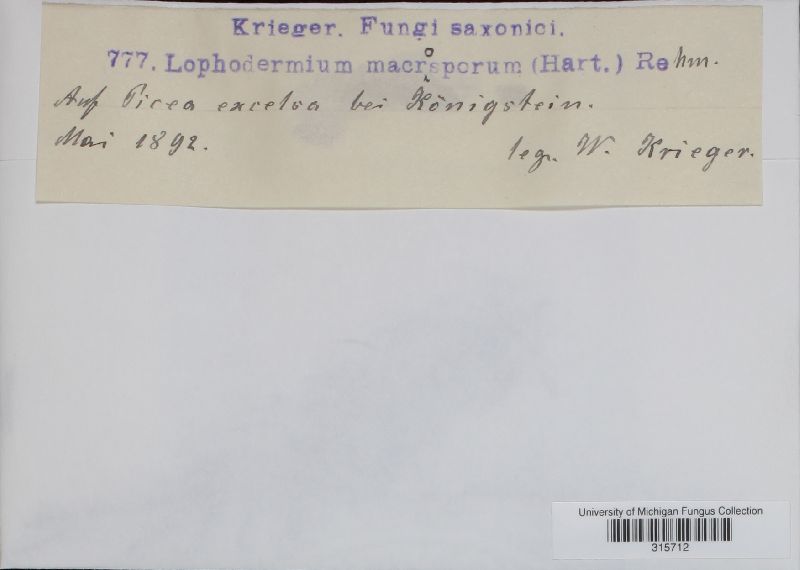 Krieger. Fungi saxonici.
777. Lophodermium macrosporum (Hart.) Rehm.
Auf Picea excelsa bei Königstein.
Mai 1892. leg. W. Krieger.
University of Michigan Fungus Collection
315712